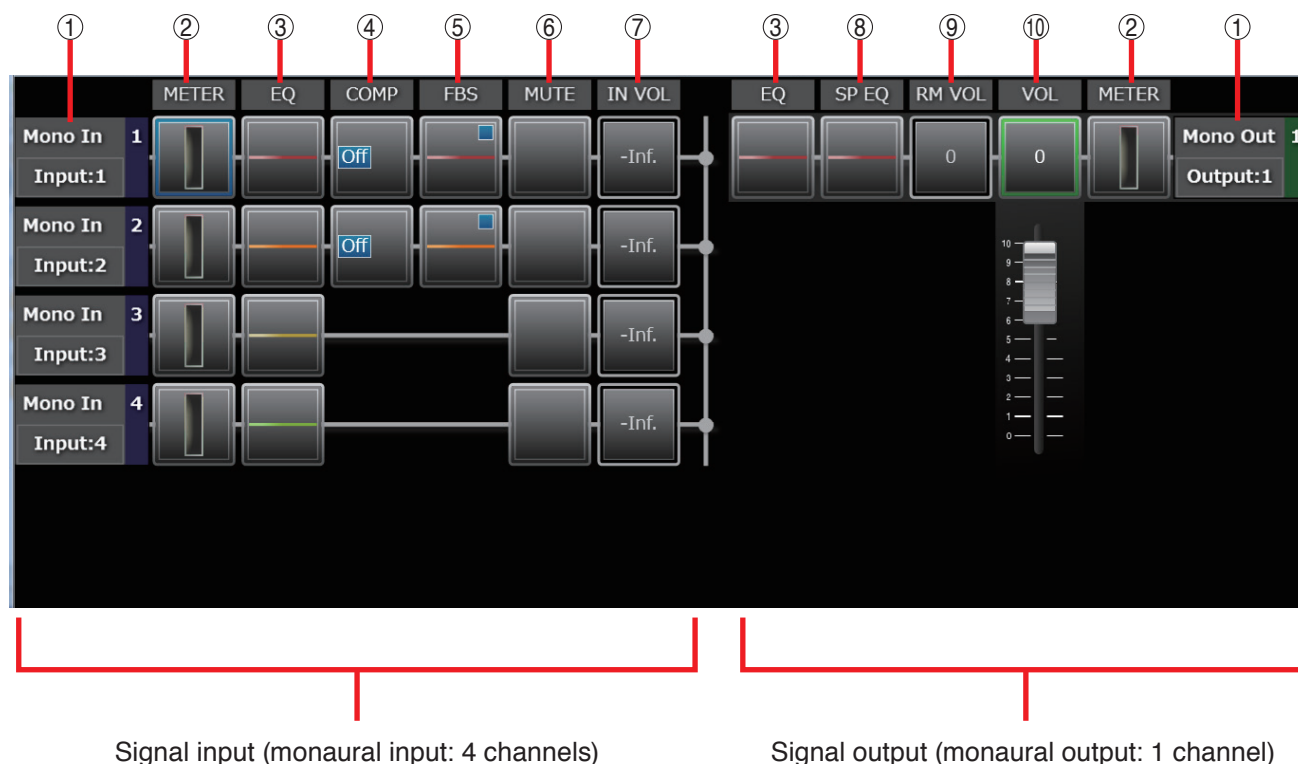 ① ② ③ ④ ⑤ ⑥ ⑦ ③ ⑧ ⑨ ⑩ ② ①
METER EQ COMP FBS MUTE IN VOL EQ SP EQ RM VOL VOL METER
Mono In 1 Off -Inf. 0 0 Mono Out 1
Input:1 Output:1
Mono In 2 Off -Inf.
Input:2
10
9
8
7
6
5
4
3
2
1
0
Mono In 3 -Inf.
Input:3
Mono In 4 -Inf.
Input:4
Signal input (monaural input: 4 channels) Signal output (monaural output: 1 channel)